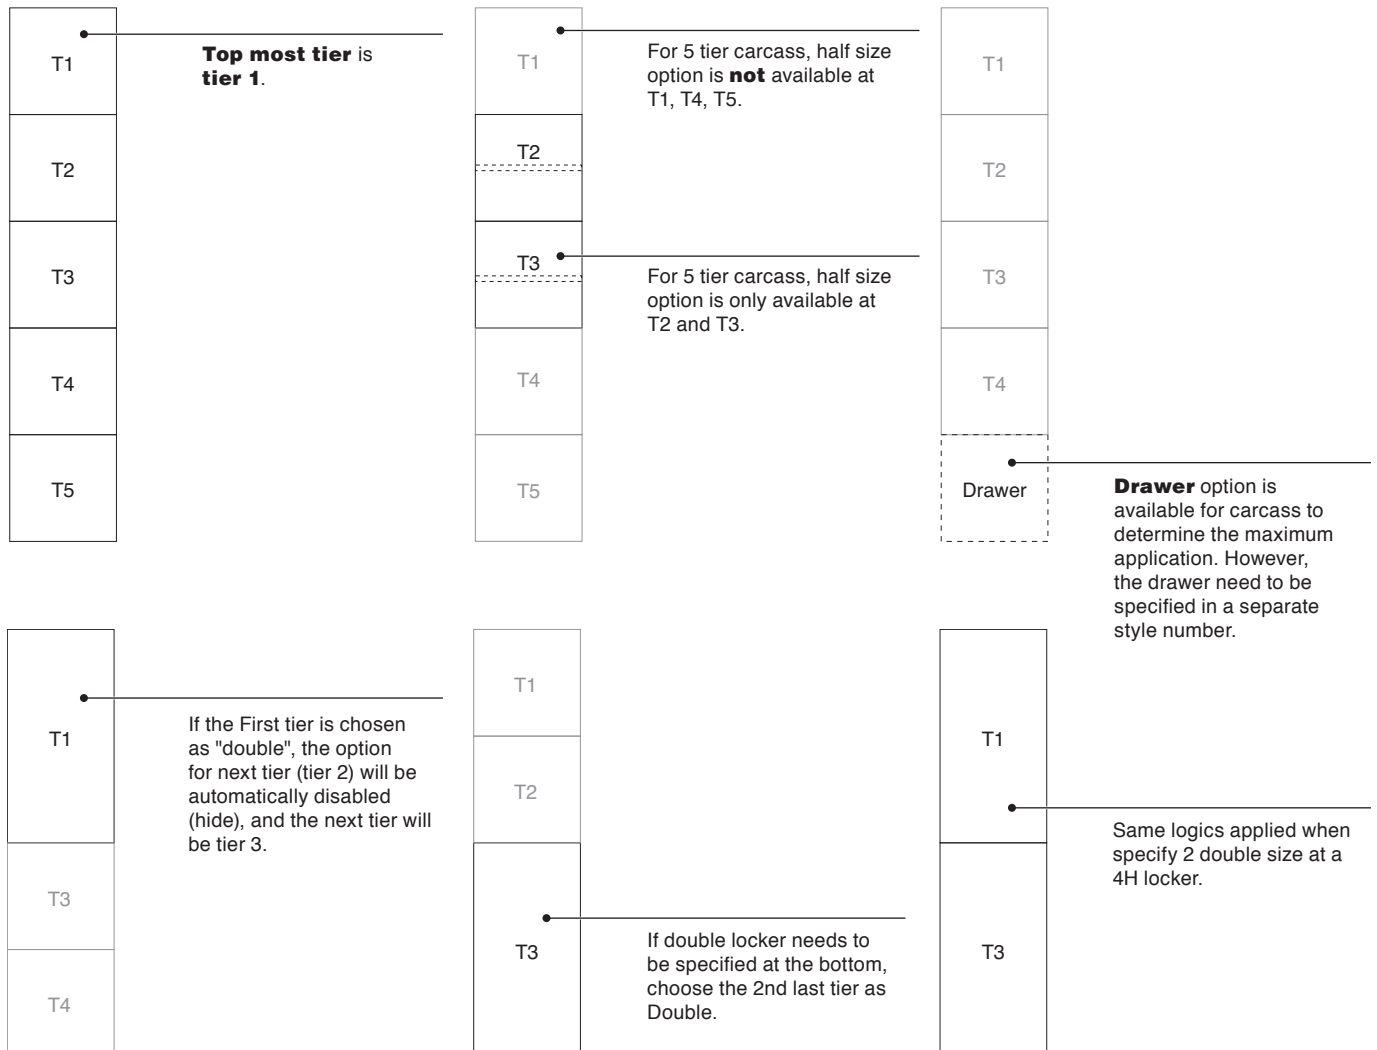 T1
T2
T3
T4
T5
Top most tier is
tier 1.
T1
T2
T3
T4
T5
For 5 tier carcass, half size
option is not available at
T1, T4, T5.
For 5 tier carcass, half size
option is only available at
T2 and T3.
T1
T2
T3
T4
Drawer
Drawer option is
available for carcass to
determine the maximum
application. However,
the drawer need to be
specified in a separate
style number.
T1
T3
T4
If the First tier is chosen
as "double", the option
for next tier (tier 2) will be
automatically disabled
(hide), and the next tier will
be tier 3.
T1
T2
T3
If double locker needs to
be specified at the bottom,
choose the 2nd last tier as
Double.
T1
T3
Same logics applied when
specify 2 double size at a
4H locker.